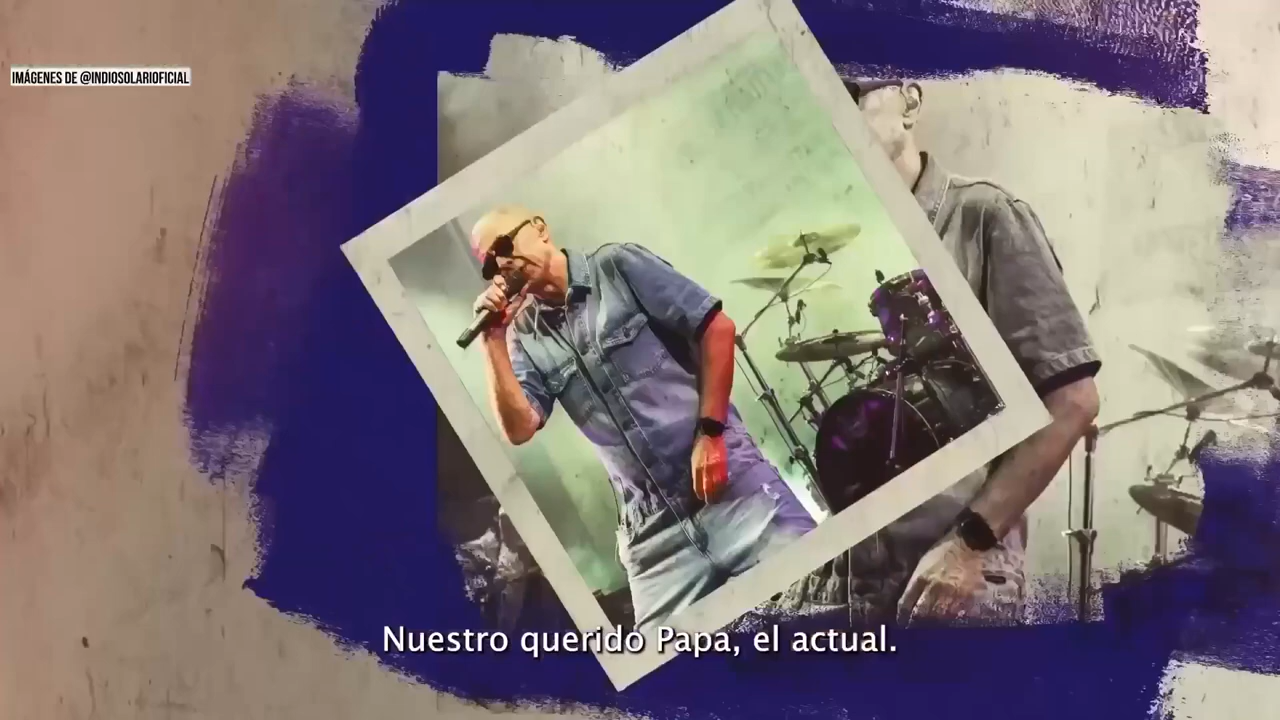 IMÁGENES DE @INDIOSOLARIOFICIAL
Nuestro querido Papa, el actual.